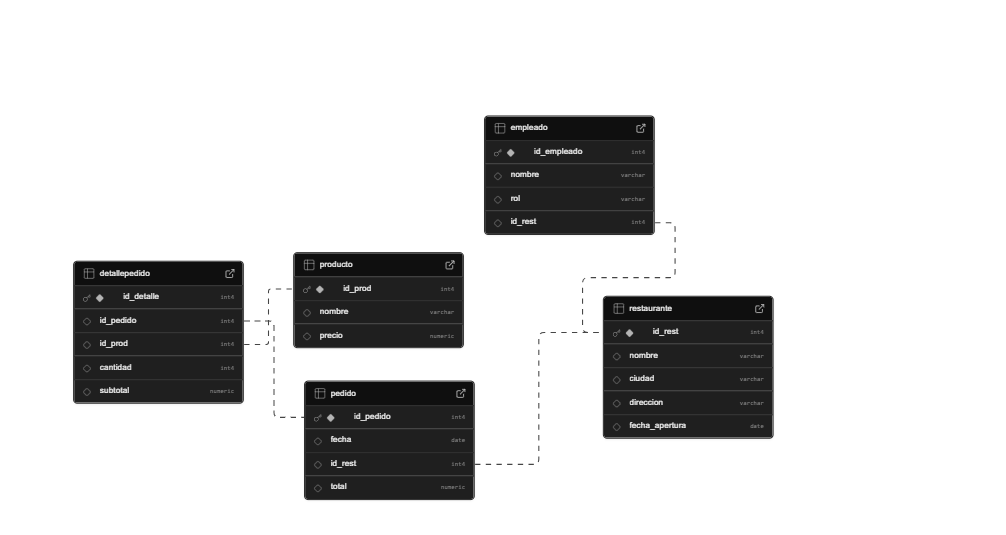 empleado
id_empleado int4
nombre varchar
rol varchar
id_rest int4
detallepedido
id_detalle int4
id_pedido int4
id_prod int4
cantidad int4
subtotal numeric
producto
id_prod int4
nombre varchar
precio numeric
restaurante
id_rest int4
nombre varchar
ciudad varchar
direccion varchar
fecha_apertura date
pedido
id_pedido int4
fecha date
id_rest int4
total numeric